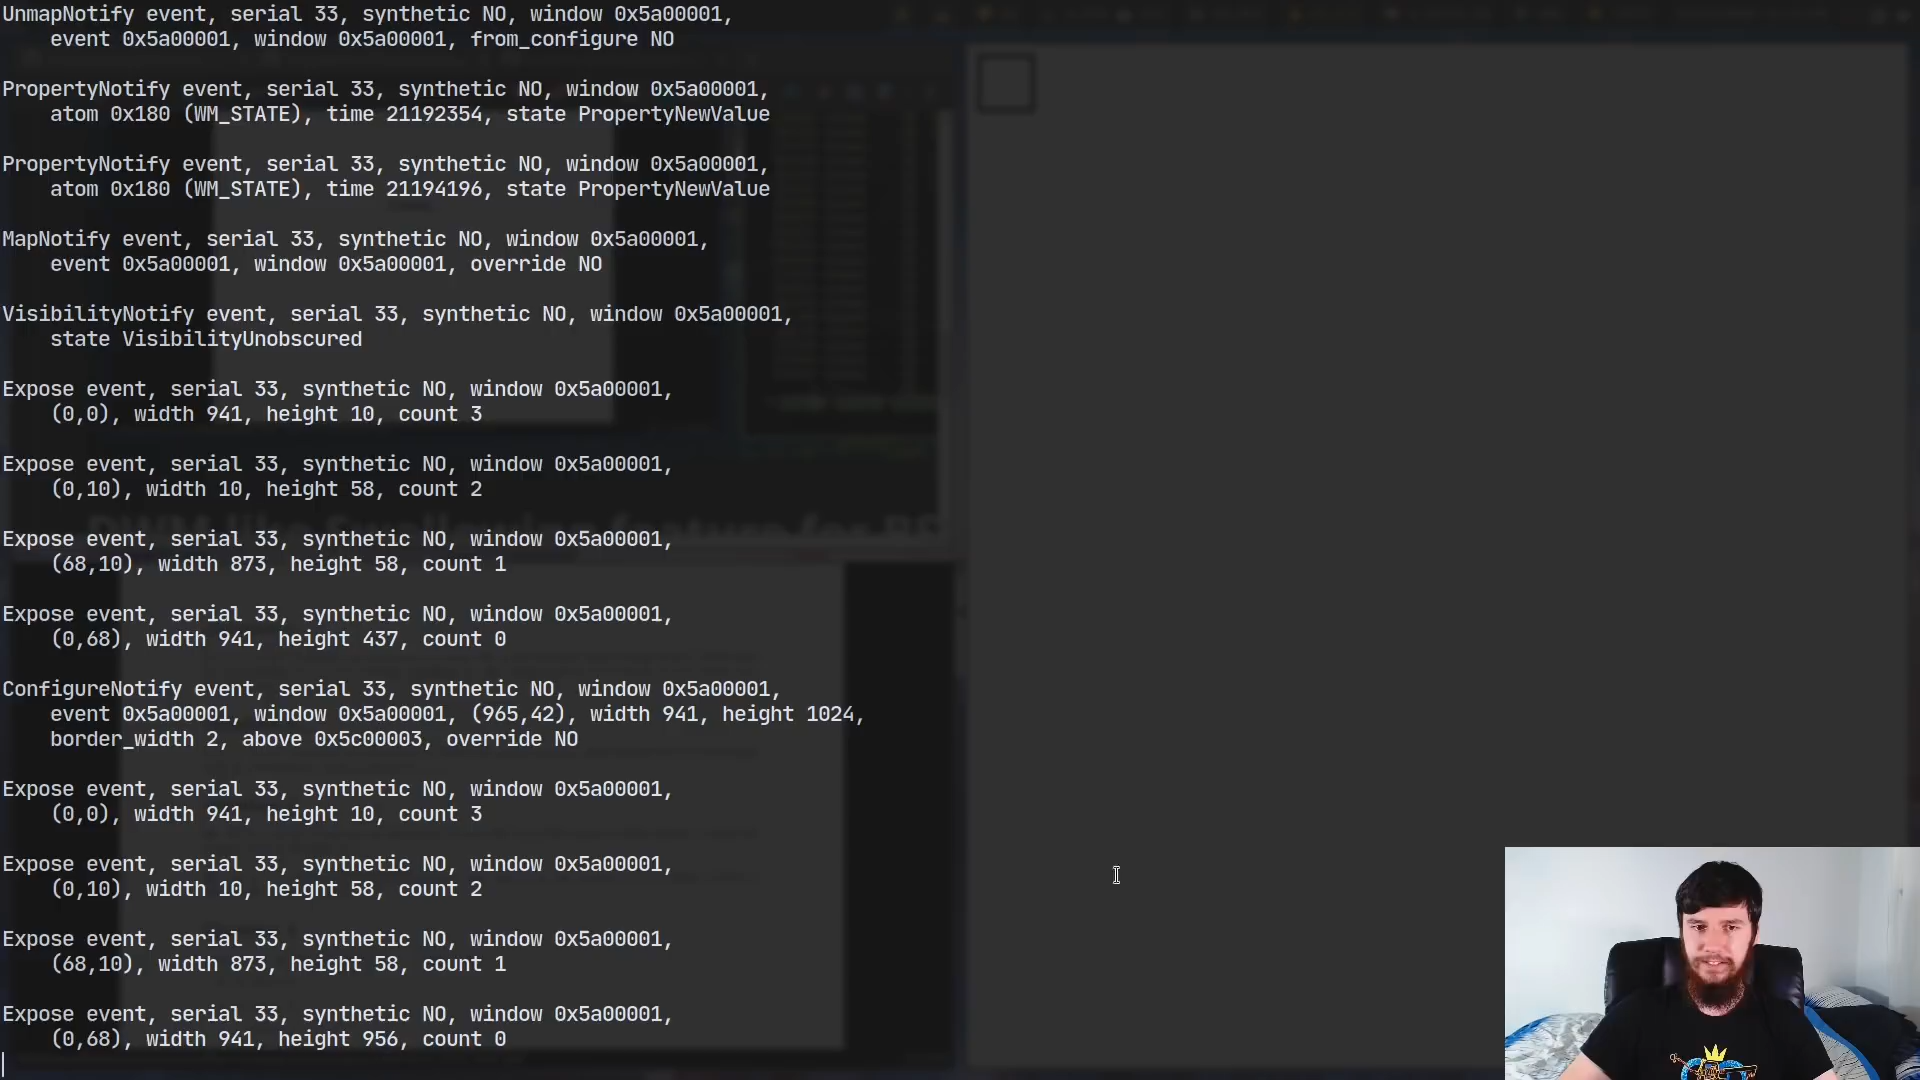 UnmapNotify event, serial 33, synthetic NO, window 0x5a00001,
event 0x5a00001, window 0x5a00001, from_configure NO
PropertyNotify event, serial 33, synthetic NO, window 0x5a00001,
atom 0x180 (WM_STATE), time 21192354, state PropertyNewValue
PropertyNotify event, serial 33, synthetic NO, window 0x5a00001,
atom 0x180 (WM_STATE), time 21194196, state PropertyNewValue
MapNotify event, serial 33, synthetic NO, window 0x5a00001,
event 0x5a00001, window 0x5a00001, override NO
VisibilityNotify event, serial 33, synthetic NO, window 0x5a00001,
state VisibilityUnobscured
Expose event, serial 33, synthetic NO, window 0x5a00001,
(0,0), width 941, height 10, count 3
Expose event, serial 33, synthetic NO, window 0x5a00001,
(0,10), width 10, height 58, count 2
Expose event, serial 33, synthetic NO, window 0x5a00001,
(68,10), width 873, height 58, count 1
Expose event, serial 33, synthetic NO, window 0x5a00001,
(0,68), width 941, height 437, count 0
ConfigureNotify event, serial 33, synthetic NO, window 0x5a00001,
event 0x5a00001, window 0x5a00001, (965,42), width 941, height 1024,
border_width 2, above 0x5c00003, override NO
Expose event, serial 33, synthetic NO, window 0x5a00001,
(0,0), width 941, height 10, count 3
Expose event, serial 33, synthetic NO, window 0x5a00001,
(0,10), width 10, height 58, count 2
Expose event, serial 33, synthetic NO, window 0x5a00001,
(68,10), width 873, height 58, count 1
Expose event, serial 33, synthetic NO, window 0x5a00001,
(0,68), width 941, height 956, count 0